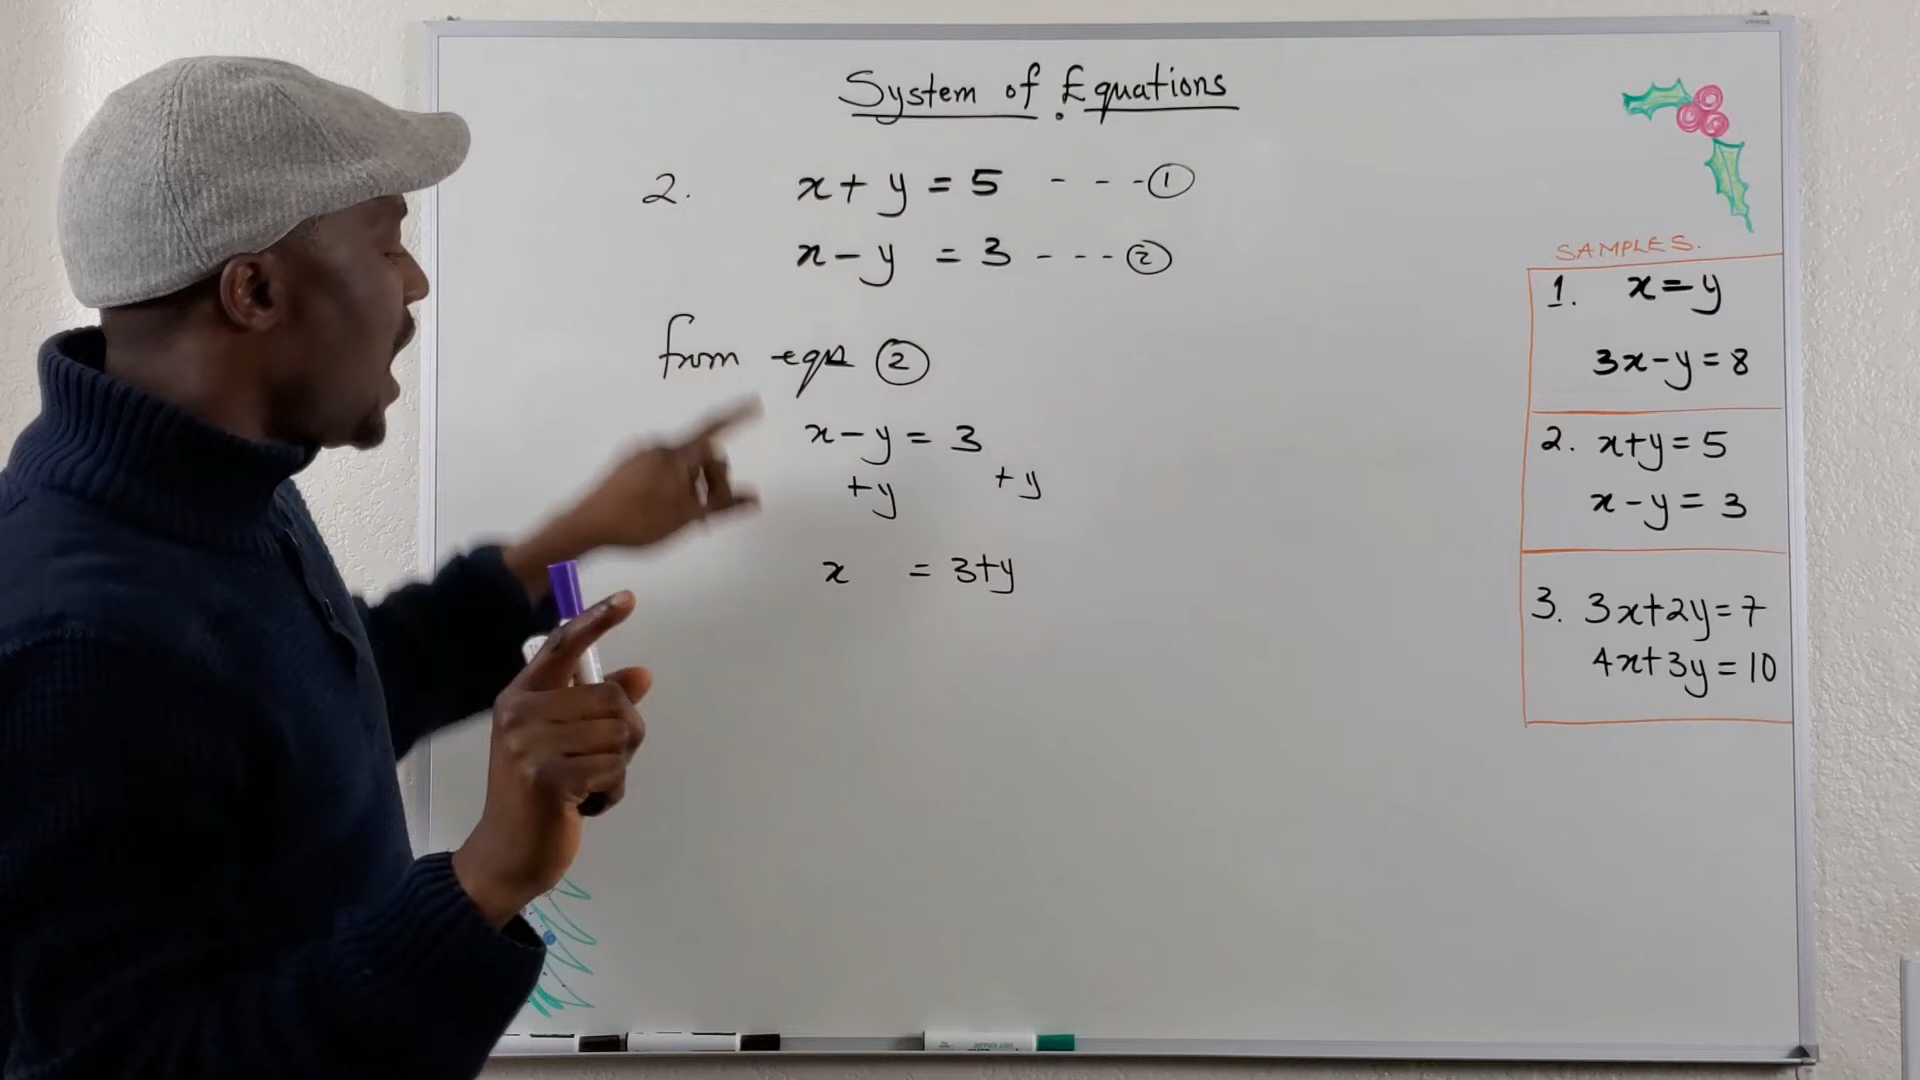 System of Equations
2. x + y = 5 - - - ①
x - y = 3 - - - ②
from eqn ②
x - y = 3
+y +y
x = 3+y
SAMPLES.
1. x = y
3x - y = 8
2. x+y = 5
x - y = 3
3. 3x+2y = 7
4x+3y = 10